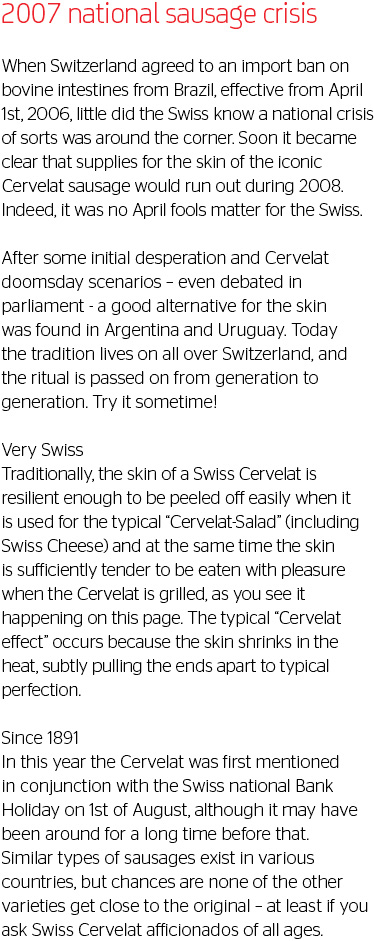 2007 national sausage crisis
When Switzerland agreed to an import ban on
bovine intestines from Brazil, effective from April
1st, 2006, little did the Swiss know a national crisis
of sorts was around the corner. Soon it became
clear that supplies for the skin of the iconic
Cervelat sausage would run out during 2008.
Indeed, it was no April fools matter for the Swiss.
After some initial desperation and Cervelat
doomsday scenarios – even debated in
parliament - a good alternative for the skin
was found in Argentina and Uruguay. Today
the tradition lives on all over Switzerland, and
the ritual is passed on from generation to
generation. Try it sometime!
Very Swiss
Traditionally, the skin of a Swiss Cervelat is
resilient enough to be peeled off easily when it
is used for the typical “Cervelat-Salad” (including
Swiss Cheese) and at the same time the skin
is sufficiently tender to be eaten with pleasure
when the Cervelat is grilled, as you see it
happening on this page. The typical “Cervelat
effect” occurs because the skin shrinks in the
heat, subtly pulling the ends apart to typical
perfection.
Since 1891
In this year the Cervelat was first mentioned
in conjunction with the Swiss national Bank
Holiday on 1st of August, although it may have
been around for a long time before that.
Similar types of sausages exist in various
countries, but chances are none of the other
varieties get close to the original – at least if you
ask Swiss Cervelat afficionados of all ages.